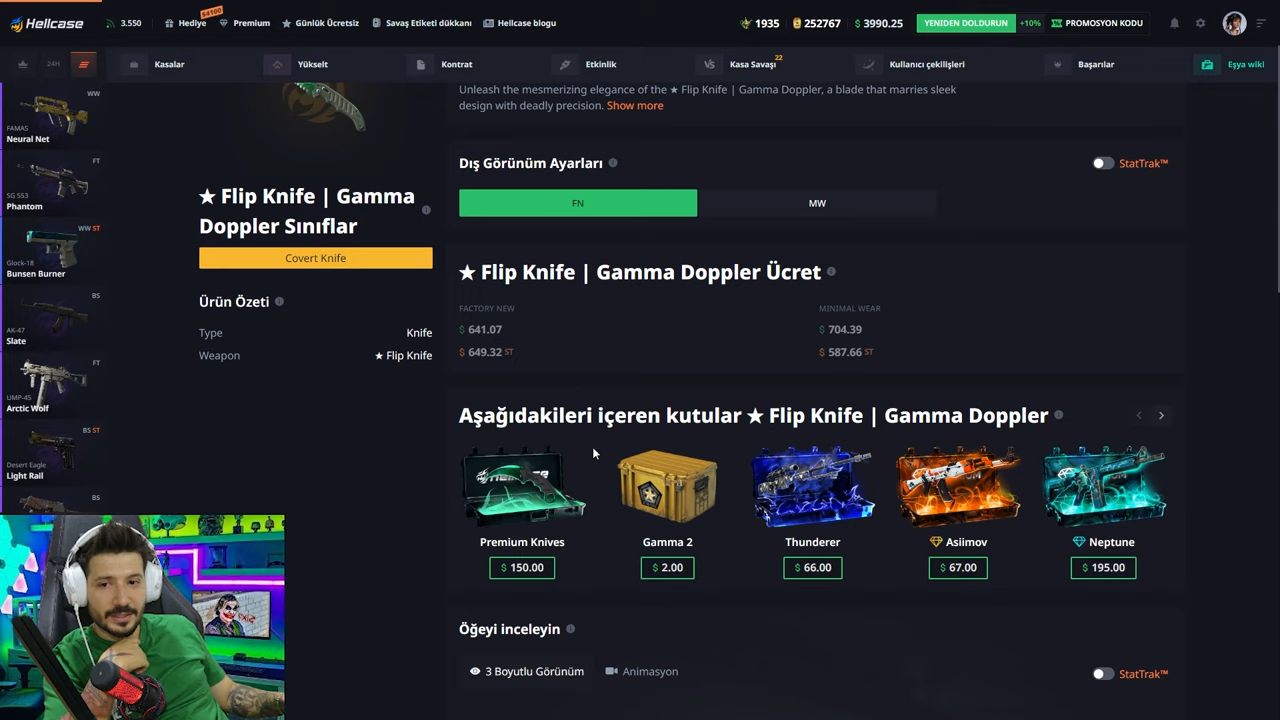 Hellcase
3.550
Hediye
$4100
Premium
Günlük Ücretsiz
Savaş Etiketi dükkanı
Hellcase blogu
1935
252767
$ 3990.25
YENİDEN DOLDURUN
+10%
PROMOSYON KODU
24H
Kasalar
Yükselt
Kontrat
Etkinlik
VS
Kasa Savaşı
22
Kullanıcı çekilişleri
Başarılar
Eşya wiki
WW
FAMAS
Neural Net
FT
SG 553
Phantom
WW ST
Glock-18
Bunsen Burner
BS
AK-47
Slate
FT
UMP-45
Arctic Wolf
BS ST
Desert Eagle
Light Rail
BS
★ Flip Knife | Gamma
Doppler Sınıflar
Covert Knife
Ürün Özeti
Type Knife
Weapon ★ Flip Knife
Unleash the mesmerizing elegance of the ★ Flip Knife | Gamma Doppler, a blade that marries sleek
design with deadly precision. Show more
Dış Görünüm Ayarları
StatTrak™
FN
MW
★ Flip Knife | Gamma Doppler Ücret
FACTORY NEW
MINIMAL WEAR
$ 641.07
$ 704.39
$ 649.32 ST
$ 587.66 ST
Aşağıdakileri içeren kutular ★ Flip Knife | Gamma Doppler
Premium Knives
Gamma 2
Thunderer
Asiimov
Neptune
$ 150.00
$ 2.00
$ 66.00
$ 67.00
$ 195.00
Öğeyi inceleyin
3 Boyutlu Görünüm
Animasyon
StatTrak™